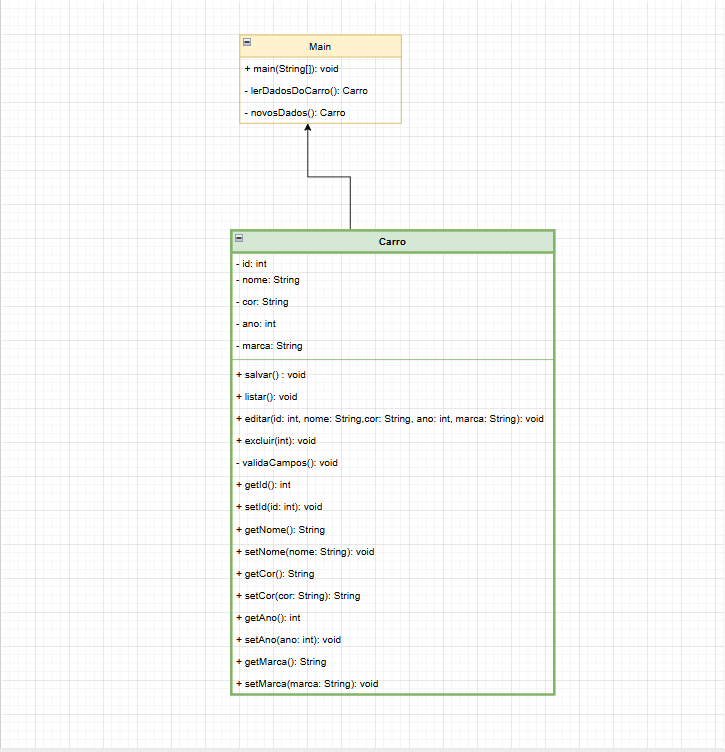 Main
+ main(String[]): void
- lerDadosDoCarro(): Carro
- novosDados(): Carro
Carro
- id: int
- nome: String
- cor: String
- ano: int
- marca: String
+ salvar() : void
+ listar(): void
+ editar(id: int, nome: String,cor: String, ano: int, marca: String): void
+ excluir(int): void
- validaCampos(): void
+ getId(): int
+ setId(id: int): void
+ getNome(): String
+ setNome(nome: String): void
+ getCor(): String
+ setCor(cor: String): String
+ getAno(): int
+ setAno(ano: int): void
+ getMarca(): String
+ setMarca(marca: String): void